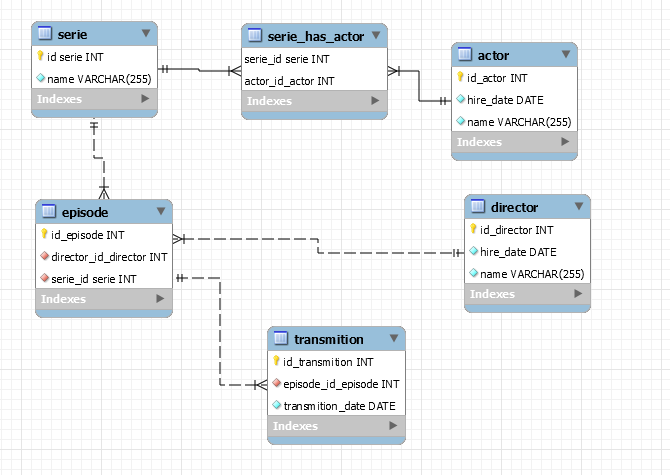 serie
id serie INT
name VARCHAR(255)
Indexes
serie_has_actor
serie_id serie INT
actor_id_actor INT
Indexes
actor
id_actor INT
hire_date DATE
name VARCHAR(255)
Indexes
episode
id_episode INT
director_id_director INT
serie_id serie INT
Indexes
director
id_director INT
hire_date DATE
name VARCHAR(255)
Indexes
transmition
id_transmition INT
episode_id_episode INT
transmition_date DATE
Indexes